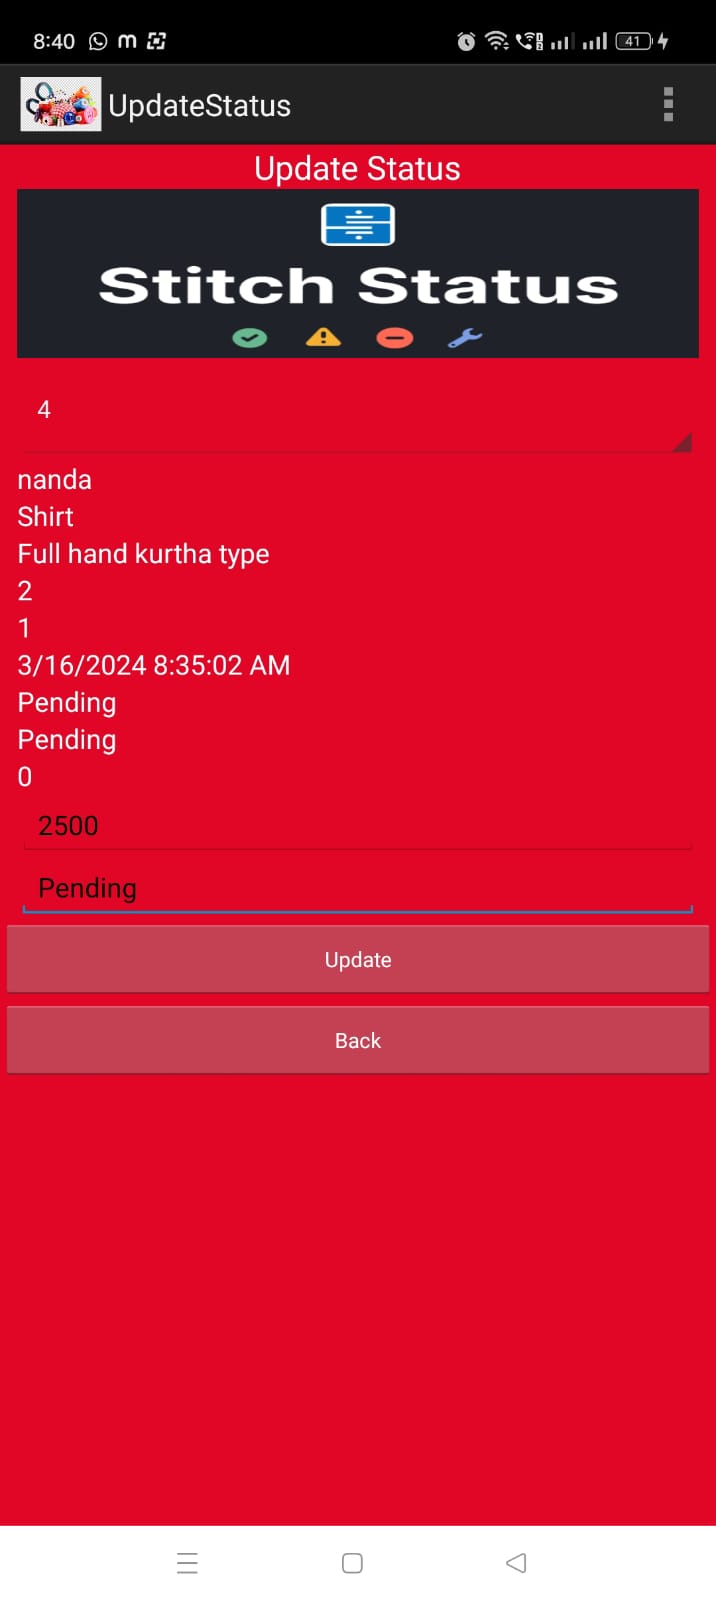 8:40
41
UpdateStatus
Update Status
Stitch Status
4
nanda
Shirt
Full hand kurtha type
2
1
3/16/2024 8:35:02 AM
Pending
Pending
0
2500
Pending
Update
Back